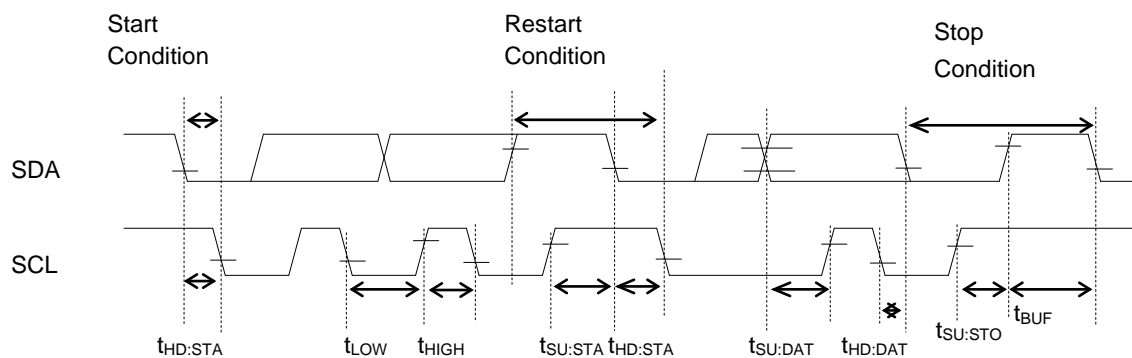 Start
Condition
Restart
Condition
Stop
Condition
SDA
SCL
tHD:STA
tLOW
tHIGH
tSU:STA
tHD:STA
tSU:DAT
tHD:DAT
tSU:STO
tBUF